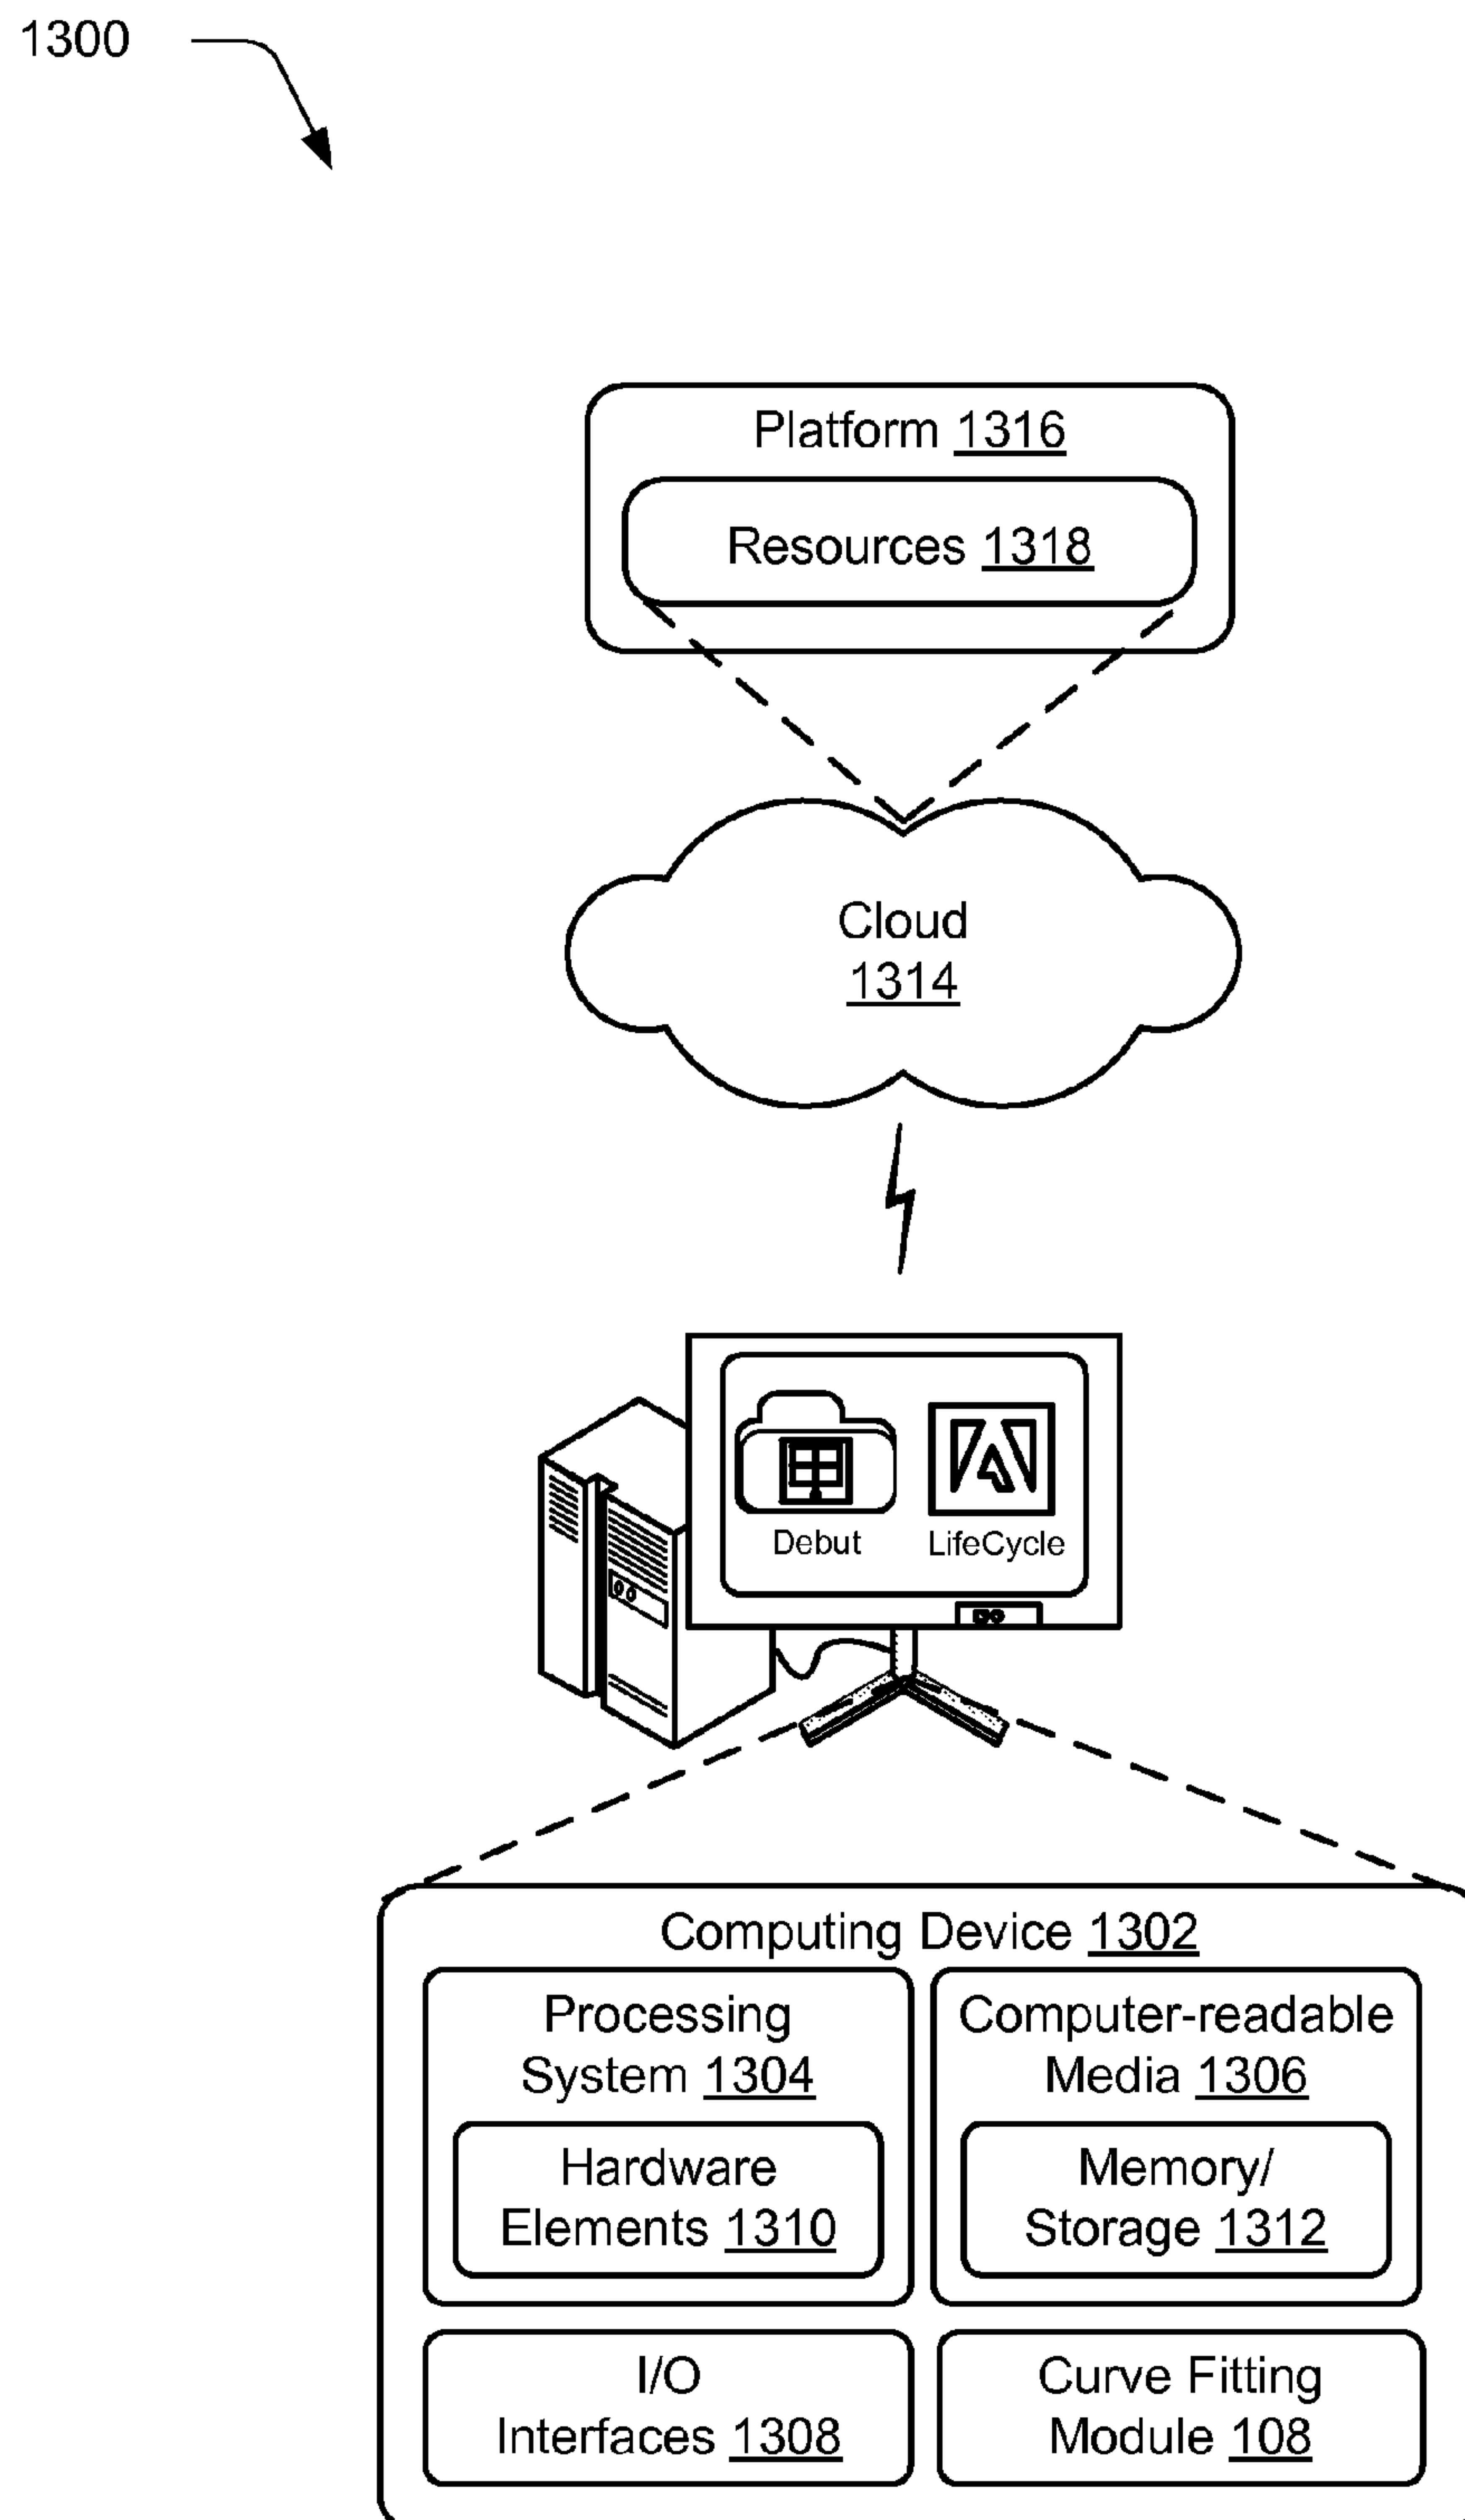 1300
Platform 1316
Resources 1318
Cloud
1314
Debut
LifeCycle
Computing Device 1302
Processing
System 1304
Hardware
Elements 1310
Computer-readable
Media 1306
Memory/
Storage 1312
I/O
Interfaces 1308
Curve Fitting
Module 108